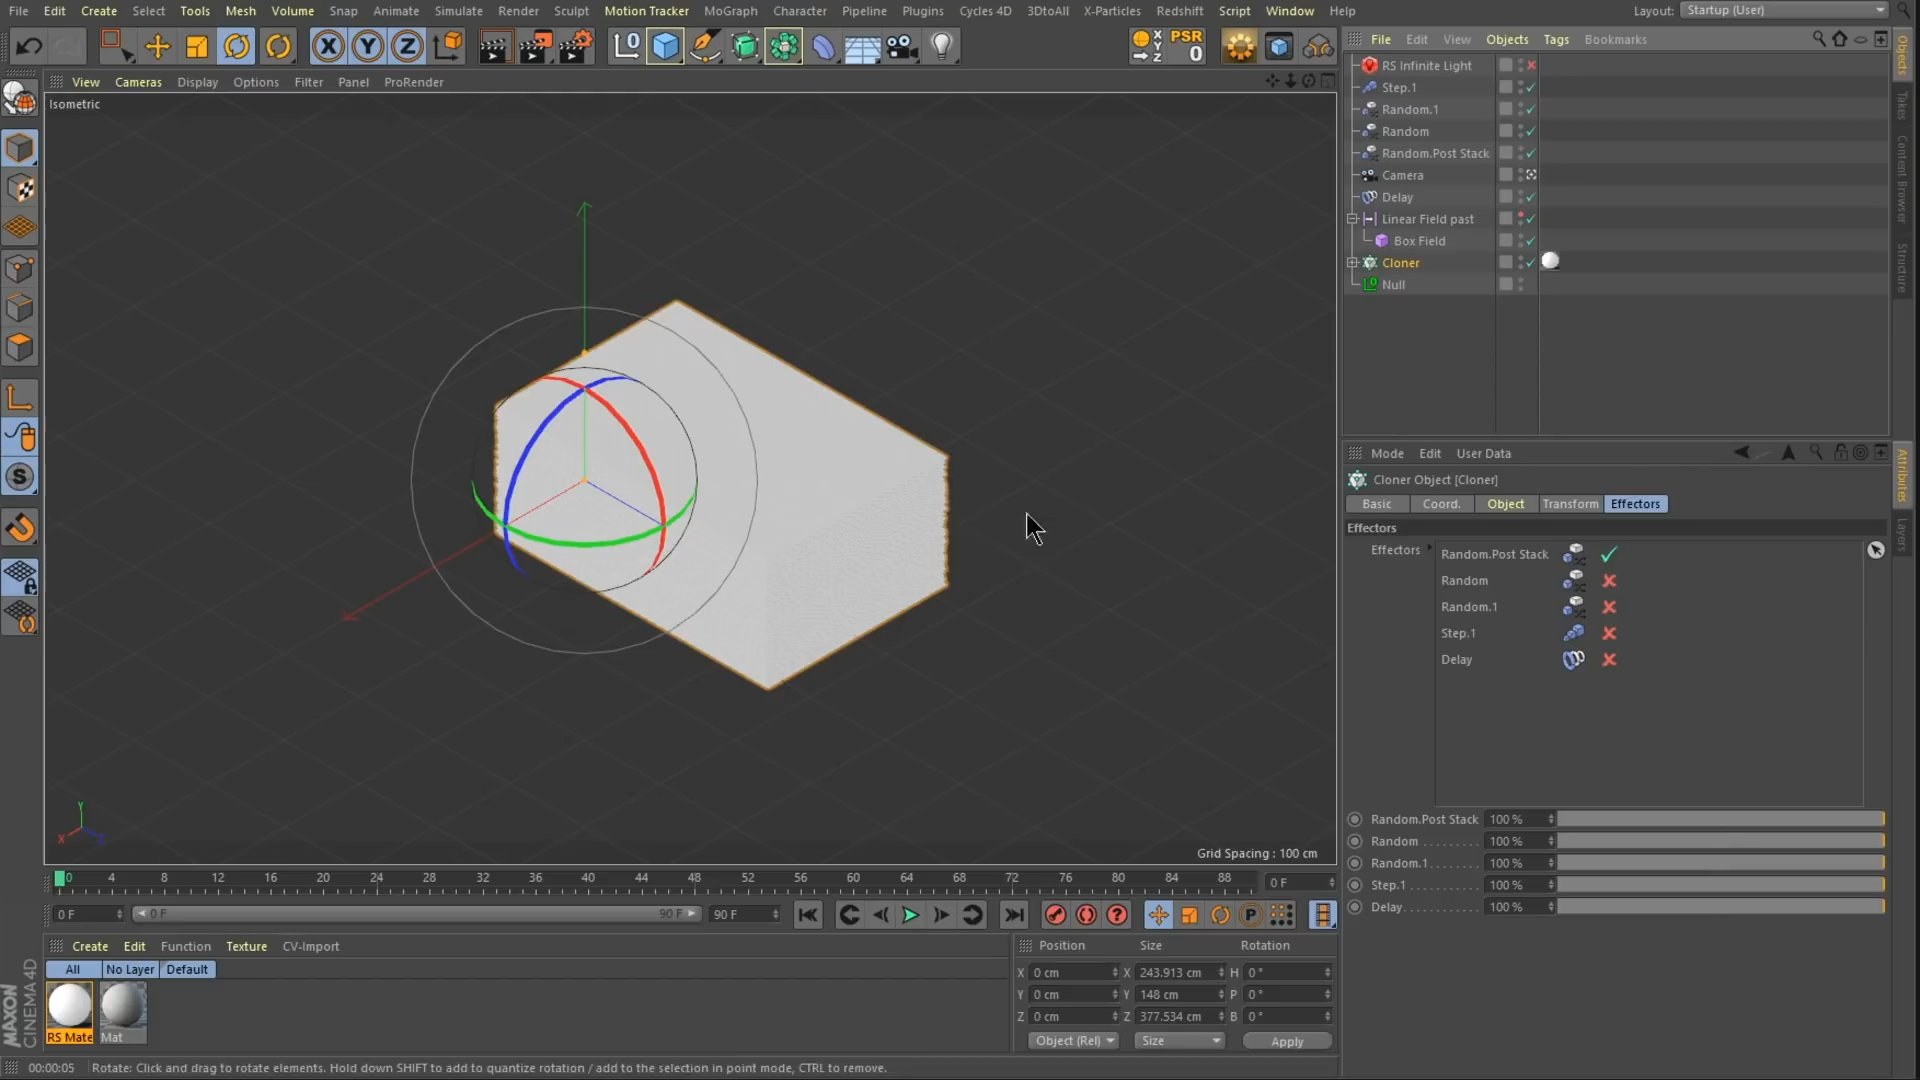 File Edit Create Select Tools Mesh Volume Snap Animate Simulate Render Sculpt Motion Tracker MoGraph Character Pipeline Plugins Cycles 4D 3DtoAll X-Particles Redshift Script Window Help Layout: Startup (User)
X Y Z PSR 0
File Edit View Objects Tags Bookmarks
View Cameras Display Options Filter Panel ProRender
Isometric
RS Infinite Light
Step.1
Random.1
Random
Random.Post Stack
Camera
Delay
Linear Field past
Box Field
Cloner
Null
Objects
Takes
Content Browser
Structure
Attributes
Layers
Mode Edit User Data
Cloner Object [Cloner]
Basic Coord. Object Transform Effectors
Effectors
Effectors
Random.Post Stack
Random
Random.1
Step.1
Delay
Random.Post Stack 100 %
Random . . . . . . . . . 100 %
Random.1 . . . . . . . 100 %
Step.1 . . . . . . . . . . 100 %
Delay . . . . . . . . . . . 100 %
Y
X Z
Grid Spacing : 100 cm
0 4 8 12 16 20 24 28 32 36 40 44 48 52 56 60 64 68 72 76 80 84 88 0 F
0 F 0 F 90 F 90 F
Create Edit Function Texture CV-Import
All No Layer Default
RS Mate Mat
MAXON
CINEMA 4D
Position Size Rotation
X 0 cm X 243.913 cm H 0 °
Y 0 cm Y 148 cm P 0 °
Z 0 cm Z 377.534 cm B 0 °
Object (Rel) Size Apply
00:00:05 Rotate: Click and drag to rotate elements. Hold down SHIFT to add to quantize rotation / add to the selection in point mode, CTRL to remove.